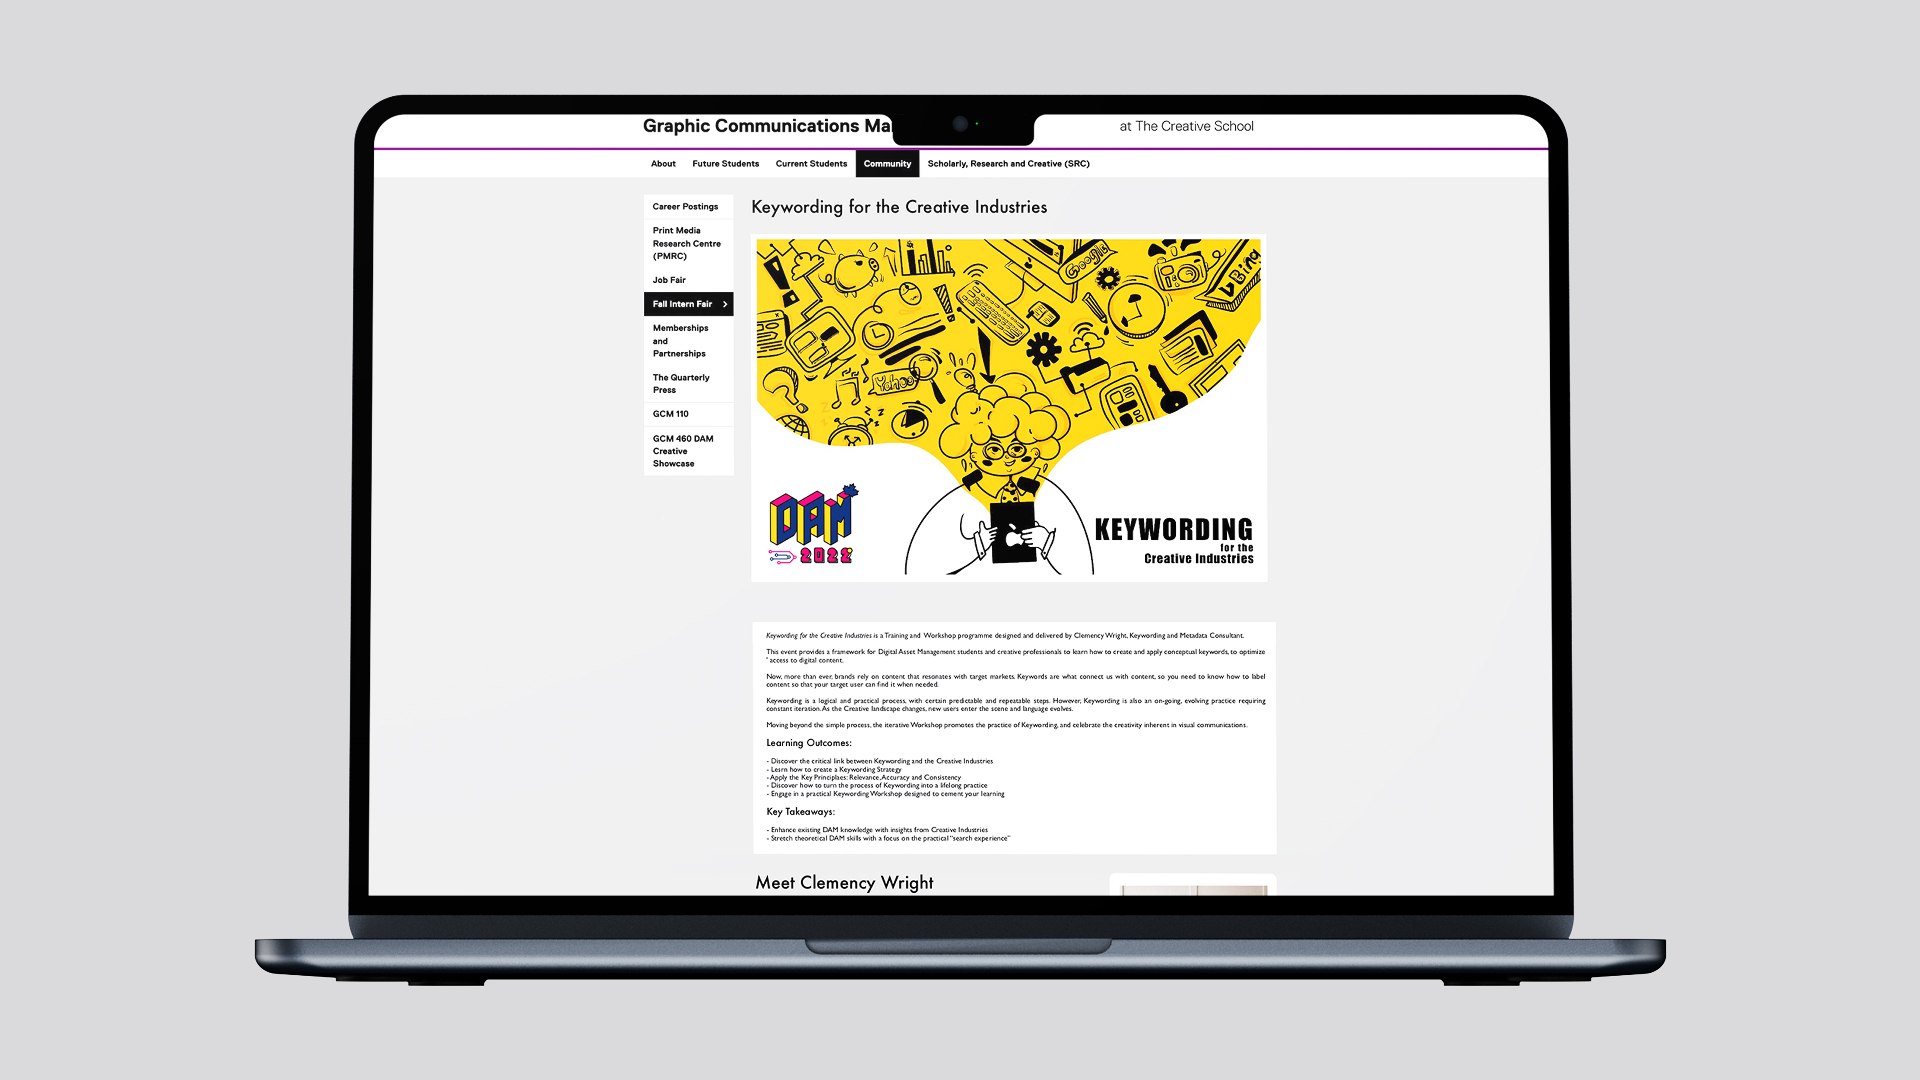 Graphic Communications Ma
at The Creative School
About
Future Students
Current Students
Community
Scholarly, Research and Creative (SRC)
Career Postings
Print Media
Research Centre
(PMRC)
Job Fair
Fall Intern Fair
Memberships
and
Partnerships
The Quarterly
Press
GCM 110
GCM 460 DAM
Creative
Showcase
Keywording for the Creative Industries
Google
Bing
Yahoo!
z z
DAM
2022
KEYWORDING
for the
Creative Industries
Keywording for the Creative Industries is a Training and Workshop programme designed and delivered by Clemency Wright, Keywording and Metadata Consultant.
This event provides a framework for Digital Asset Management students and creative professionals to learn how to create and apply conceptual keywords, to optimize
' access to digital content.
Now, more than ever, brands rely on content that resonates with target markets. Keywords are what connect us with content, so you need to know how to label
content so that your target user can find it when needed.
Keywording is a logical and practical process, with certain predictable and repeatable steps. However, Keywording is also an on-going, evolving practice requiring
constant iteration. As the Creative landscape changes, new users enter the scene and language evolves.
Moving beyond the simple process, the iterative Workshop promotes the practice of Keywording, and celebrate the creativity inherent in visual communications.
Learning Outcomes:
- Discover the critical link between Keywording and the Creative Industries
- Learn how to create a Keywording Strategy
- Apply the Key Principlaes: Relevance, Accuracy and Consistency
- Discover how to turn the process of Keywording into a lifelong practice
- Engage in a practical Keywording Workshop designed to cement your learning
Key Takeaways:
- Enhance existing DAM knowledge with insights from Creative Industries
- Stretch theoretical DAM skills with a focus on the practical "search experience"
Meet Clemency Wright